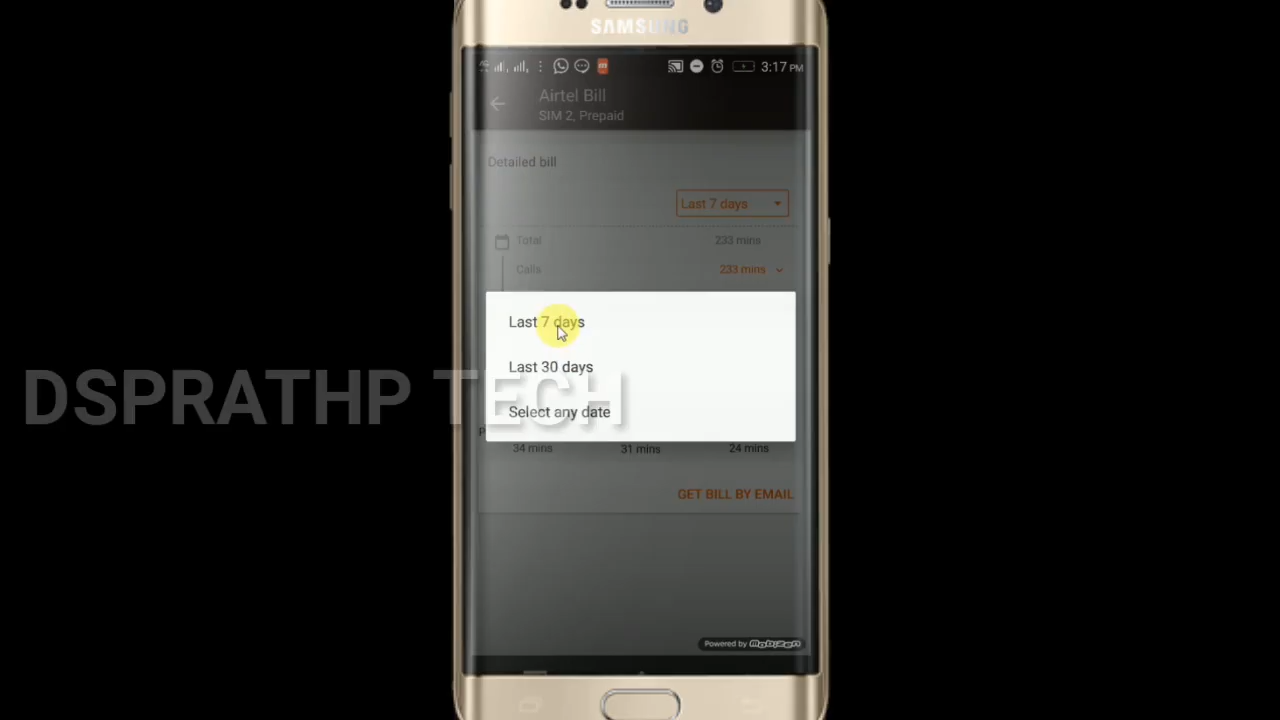 SAMSUNG
3:17 PM
Airtel Bill
SIM 2, Prepaid
Detailed bill
Last 7 days
Total 233 mins
Calls 233 mins
Last 7 days
Last 30 days
DSPRATHP TECH
Select any date
34 mins 31 mins 24 mins
GET BILL BY EMAIL
Powered by Mobizen